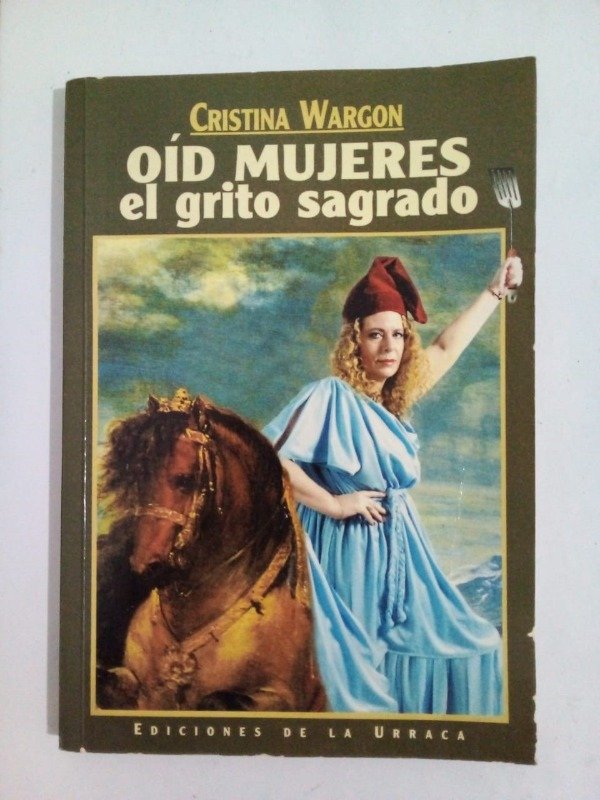 CRISTINA WARGON
OÍD MUJERES
el grito sagrado
EDICIONES DE LA URRACA